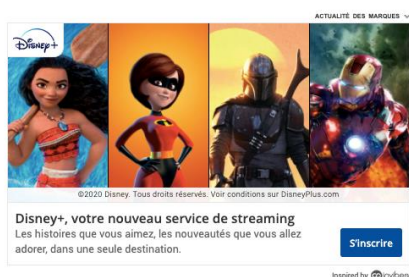 ACTUALITÉ DES MARQUES
Disney+
©2020 Disney. Tous droits réservés. Voir conditions sur DisneyPlus.com
Disney+, votre nouveau service de streaming
Les histoires que vous aimez, les nouveautés que vous allez
adorer, dans une seule destination.
S'inscrire
Inspired by